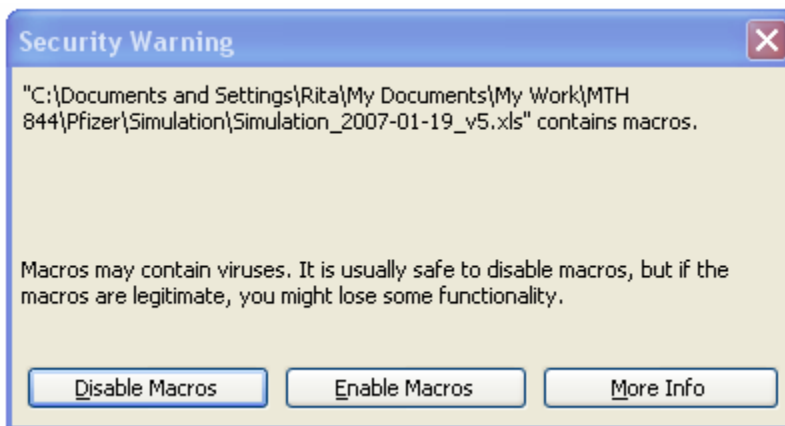 Security Warning
"C:\Documents and Settings\Rita\My Documents\My Work\MTH
844\Pfizer\Simulation\Simulation_2007-01-19_v5.xls" contains macros.
Macros may contain viruses. It is usually safe to disable macros, but if the
macros are legitimate, you might lose some functionality.
Disable Macros Enable Macros More Info